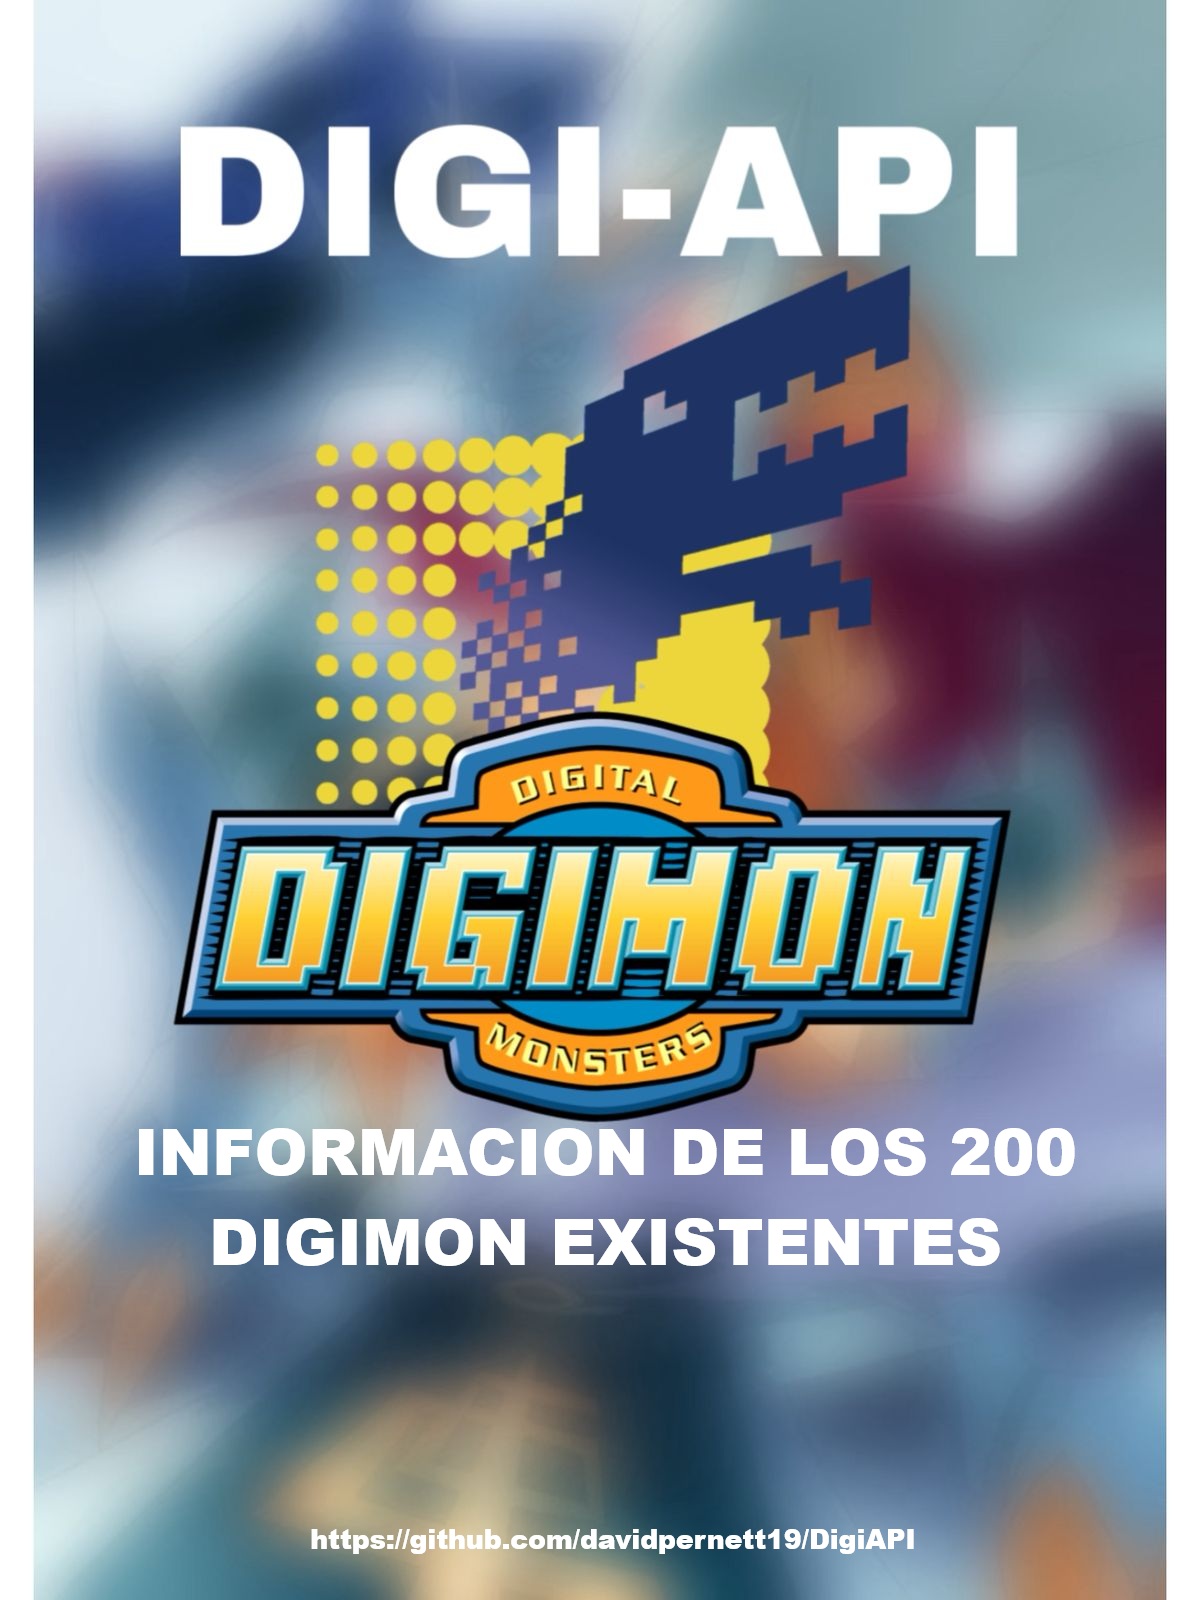 DIGI-API
DIGITAL
DIGIMON
MONSTERS
INFORMACION DE LOS 200
DIGIMON EXISTENTES
https://github.com/davidpernett19/DigiAPI